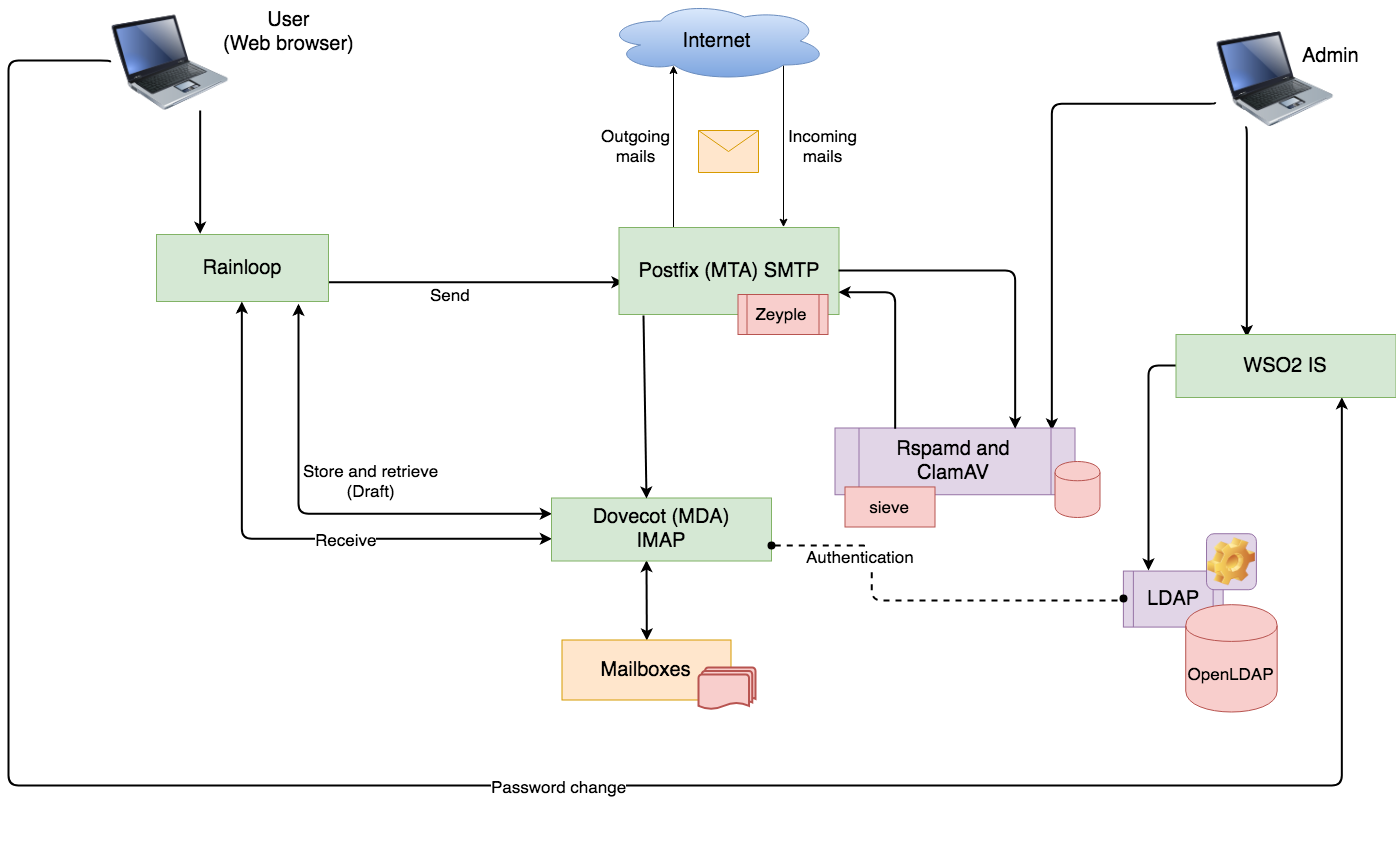 User
(Web browser)
Internet
Admin
Outgoing
mails
Incoming
mails
Rainloop
Postfix (MTA) SMTP
Send
Zeyple
WSO2 IS
Rspamd and
ClamAV
sieve
Store and retrieve
(Draft)
Receive
Dovecot (MDA)
IMAP
Authentication
LDAP
OpenLDAP
Mailboxes
Password change